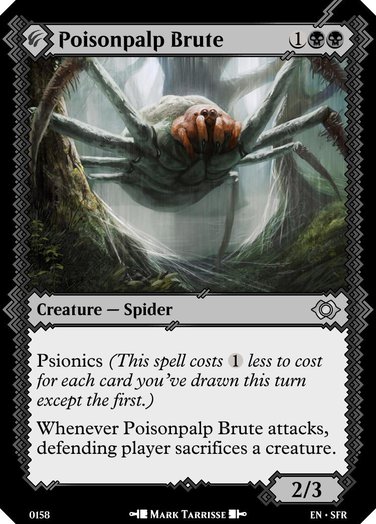 Poisonpalp Brute 1
Creature — Spider
Psionics (This spell costs 1 less to cost
for each card you’ve drawn this turn
except the first.)
Whenever Poisonpalp Brute attacks,
defending player sacrifices a creature.
2/3
0158 Mark Tarrisse EN • SFR